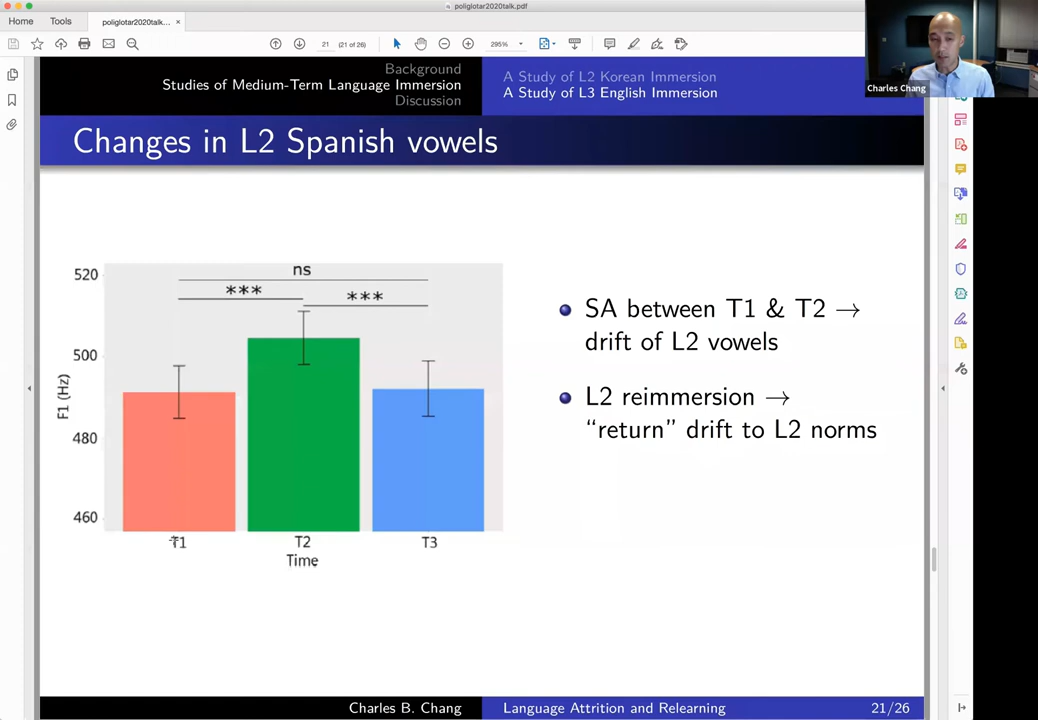 poliglotar2020talk.pdf
Home
Tools
poliglotar2020talk...
×
21
(21 of 26)
295%
Charles Chang
Background
Studies of Medium-Term Language Immersion
Discussion
A Study of L2 Korean Immersion
A Study of L3 English Immersion
Changes in L2 Spanish vowels
520
500
480
460
F1 (Hz)
ns
***
***
T1
T2
T3
Time
SA between T1 & T2 →
drift of L2 vowels
L2 reimmersion →
“return” drift to L2 norms
Charles B. Chang
Language Attrition and Relearning
21/26